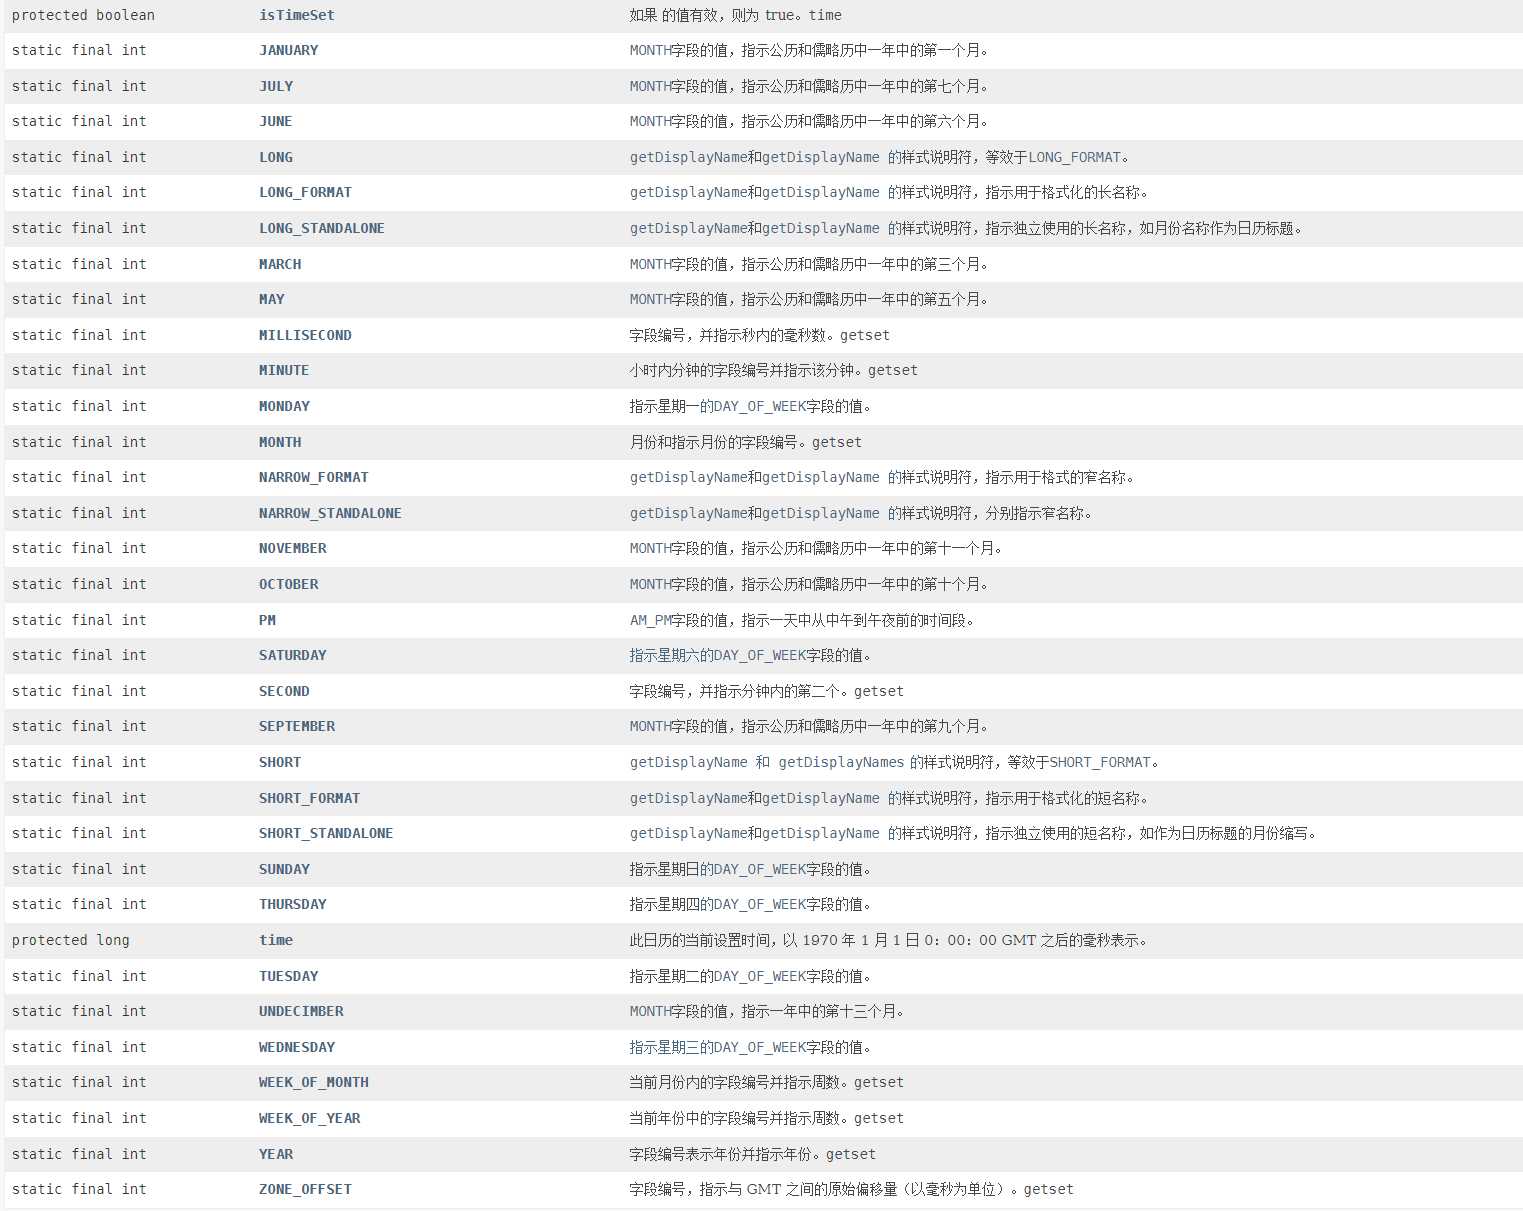 protected boolean isTimeSet 如果 的值有效，则为 true。time
static final int JANUARY MONTH字段的值，指示公历和儒略历中一年中的第一个月。
static final int JULY MONTH字段的值，指示公历和儒略历中一年中的第七个月。
static final int JUNE MONTH字段的值，指示公历和儒略历中一年中的第六个月。
static final int LONG getDisplayName和getDisplayName 的样式说明符，等效于LONG_FORMAT。
static final int LONG_FORMAT getDisplayName和getDisplayName 的样式说明符，指示用于格式化的长名称。
static final int LONG_STANDALONE getDisplayName和getDisplayName 的样式说明符，指示独立使用的长名称，如月份名称作为日历标题。
static final int MARCH MONTH字段的值，指示公历和儒略历中一年中的第三个月。
static final int MAY MONTH字段的值，指示公历和儒略历中一年中的第五个月。
static final int MILLISECOND 字段编号，并指示秒内的毫秒数。getset
static final int MINUTE 小时内分钟的字段编号并指示该分钟。getset
static final int MONDAY 指示星期一的DAY_OF_WEEK字段的值。
static final int MONTH 月份和指示月份的字段编号。getset
static final int NARROW_FORMAT getDisplayName和getDisplayName 的样式说明符，指示用于格式的窄名称。
static final int NARROW_STANDALONE getDisplayName和getDisplayName 的样式说明符，分别指示窄名称。
static final int NOVEMBER MONTH字段的值，指示公历和儒略历中一年中的第十一个月。
static final int OCTOBER MONTH字段的值，指示公历和儒略历中一年中的第十个月。
static final int PM AM_PM字段的值，指示一天中从中午到午夜前的时间段。
static final int SATURDAY 指示星期六的DAY_OF_WEEK字段的值。
static final int SECOND 字段编号，并指示分钟内的第二个。getset
static final int SEPTEMBER MONTH字段的值，指示公历和儒略历中一年中的第九个月。
static final int SHORT getDisplayName 和 getDisplayNames 的样式说明符，等效于SHORT_FORMAT。
static final int SHORT_FORMAT getDisplayName和getDisplayName 的样式说明符，指示用于格式化的短名称。
static final int SHORT_STANDALONE getDisplayName和getDisplayName 的样式说明符，指示独立使用的短名称，如作为日历标题的月份缩写。
static final int SUNDAY 指示星期日的DAY_OF_WEEK字段的值。
static final int THURSDAY 指示星期四的DAY_OF_WEEK字段的值。
protected long time 此日历的当前设置时间，以 1970 年 1 月 1 日 0：00：00 GMT 之后的毫秒表示。
static final int TUESDAY 指示星期二的DAY_OF_WEEK字段的值。
static final int UNDECIMBER MONTH字段的值，指示一年中的第十三个月。
static final int WEDNESDAY 指示星期三的DAY_OF_WEEK字段的值。
static final int WEEK_OF_MONTH 当前月份内的字段编号并指示周数。getset
static final int WEEK_OF_YEAR 当前年份中的字段编号并指示周数。getset
static final int YEAR 字段编号表示年份并指示年份。getset
static final int ZONE_OFFSET 字段编号，指示与 GMT 之间的原始偏移量（以毫秒为单位）。getset